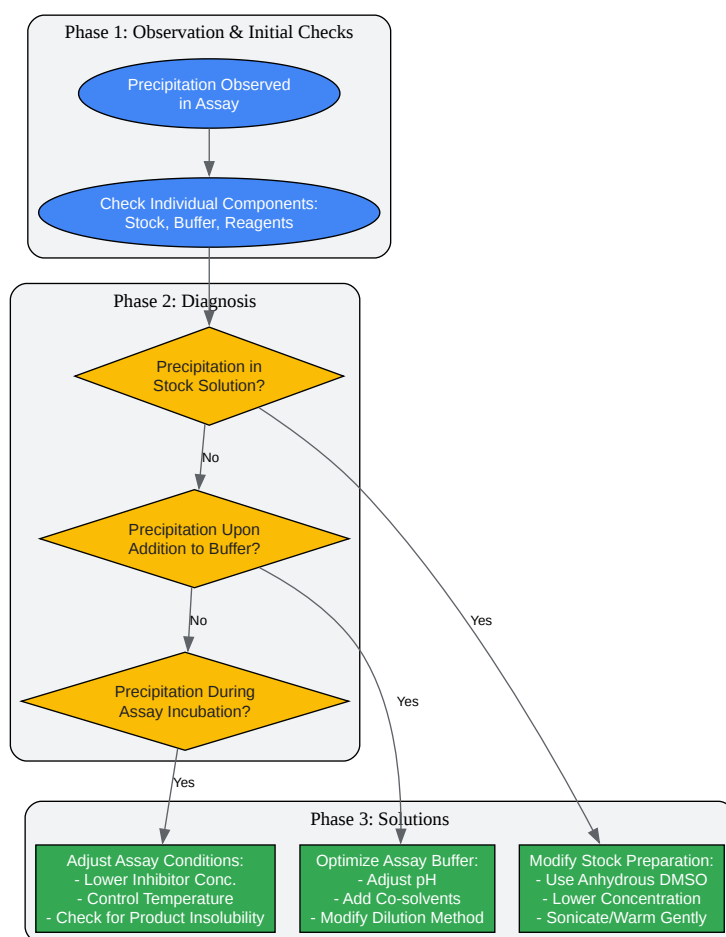 Phase 1: Observation & Initial Checks
Precipitation Observed
in Assay
Check Individual Components:
Stock, Buffer, Reagents
Phase 2: Diagnosis
Precipitation in
Stock Solution?
No
Precipitation Upon
Addition to Buffer?
No
Yes
Precipitation During
Assay Incubation?
Yes
Yes
Phase 3: Solutions
Adjust Assay Conditions:
- Lower Inhibitor Conc.
- Control Temperature
- Check for Product Insolubility
Optimize Assay Buffer:
- Adjust pH
- Add Co-solvents
- Modify Dilution Method
Modify Stock Preparation:
- Use Anhydrous DMSO
- Lower Concentration
- Sonicate/Warm Gently